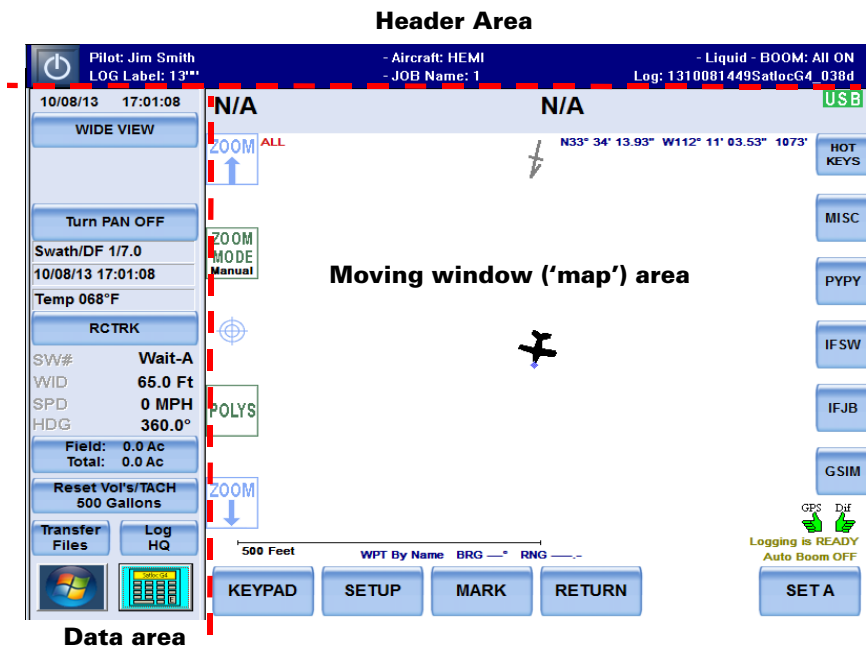 Header Area
Pilot: Jim Smith
- Aircraft: HEMI
- Liquid - BOOM: All ON
LOG Label: 13""
- JOB Name: 1
Log: 1310081449SatlocG4_038d
10/08/13 17:01:08
N/A
N/A
USB
WIDE VIEW
ZOOM
ALL
N33° 34' 13.93" W112° 11' 03.53" 1073'
HOT
KEYS
Turn PAN OFF
MISC
Swath/DF 1/7.0
ZOOM
MODE
Manual
10/08/13 17:01:08
Moving window ('map') area
PYPY
Temp 068°F
RCTRK
IFSW
SW# Wait-A
WID 65.0 Ft
SPD 0 MPH
HDG 360.0°
POLYS
IFJB
Field: 0.0 Ac
Total: 0.0 Ac
GSIM
Reset Vol's/TACH
500 Gallons
ZOOM
GPS Dif
Transfer
Files
Log
HQ
Logging is READY
Auto Boom OFF
500 Feet
WPT By Name BRG ---° RNG ---.-
Satloc G4
KEYPAD
SETUP
MARK
RETURN
SET A
Data area